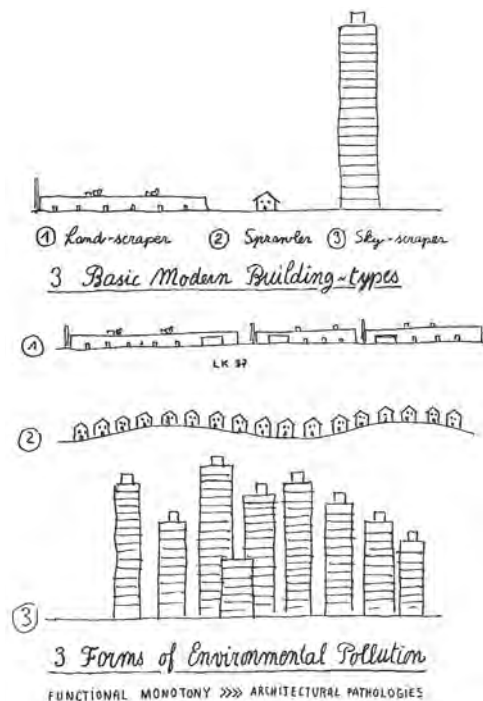 ① Land-scraper ② Sprawler ③ Sky-scraper
3 Basic Modern Building-types
①
LK 87
②
③
3 Forms of Environmental Pollution
FUNCTIONAL MONOTONY >>>> ARCHITECTURAL PATHOLOGIES